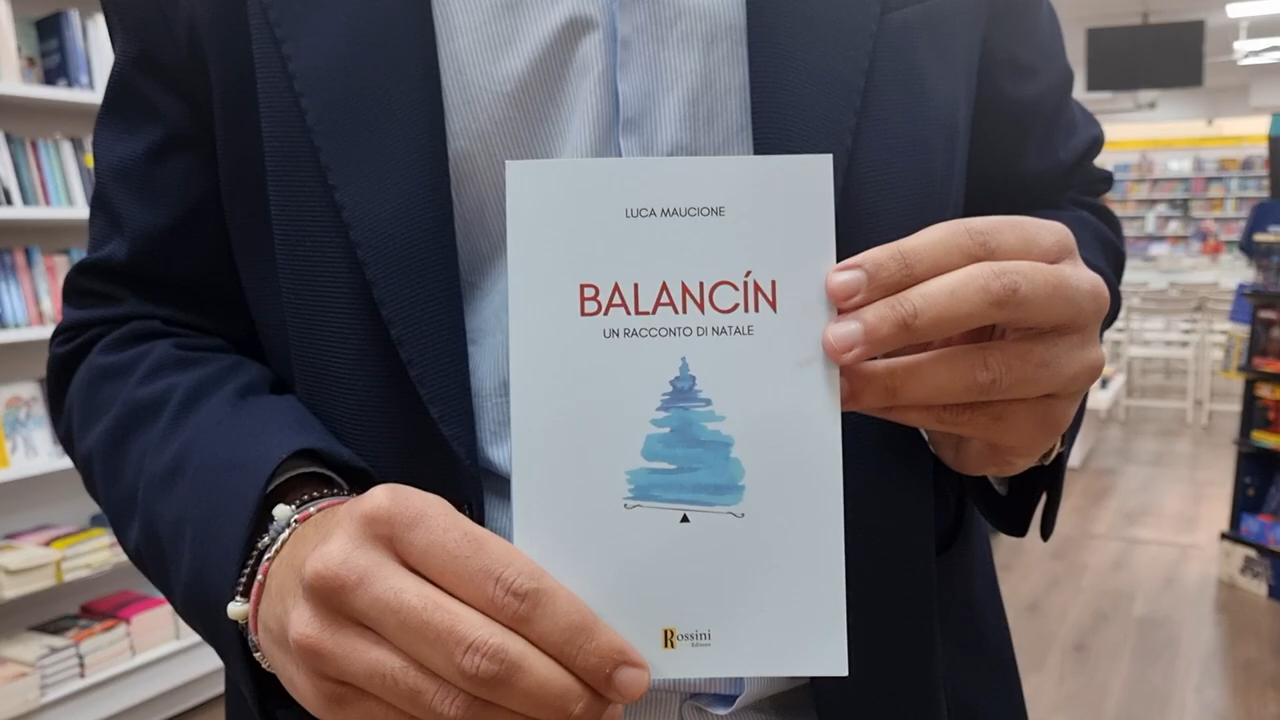 LUCA MAUCIONE
BALANCÍN
UN RACCONTO DI NATALE
Rossini
Editore